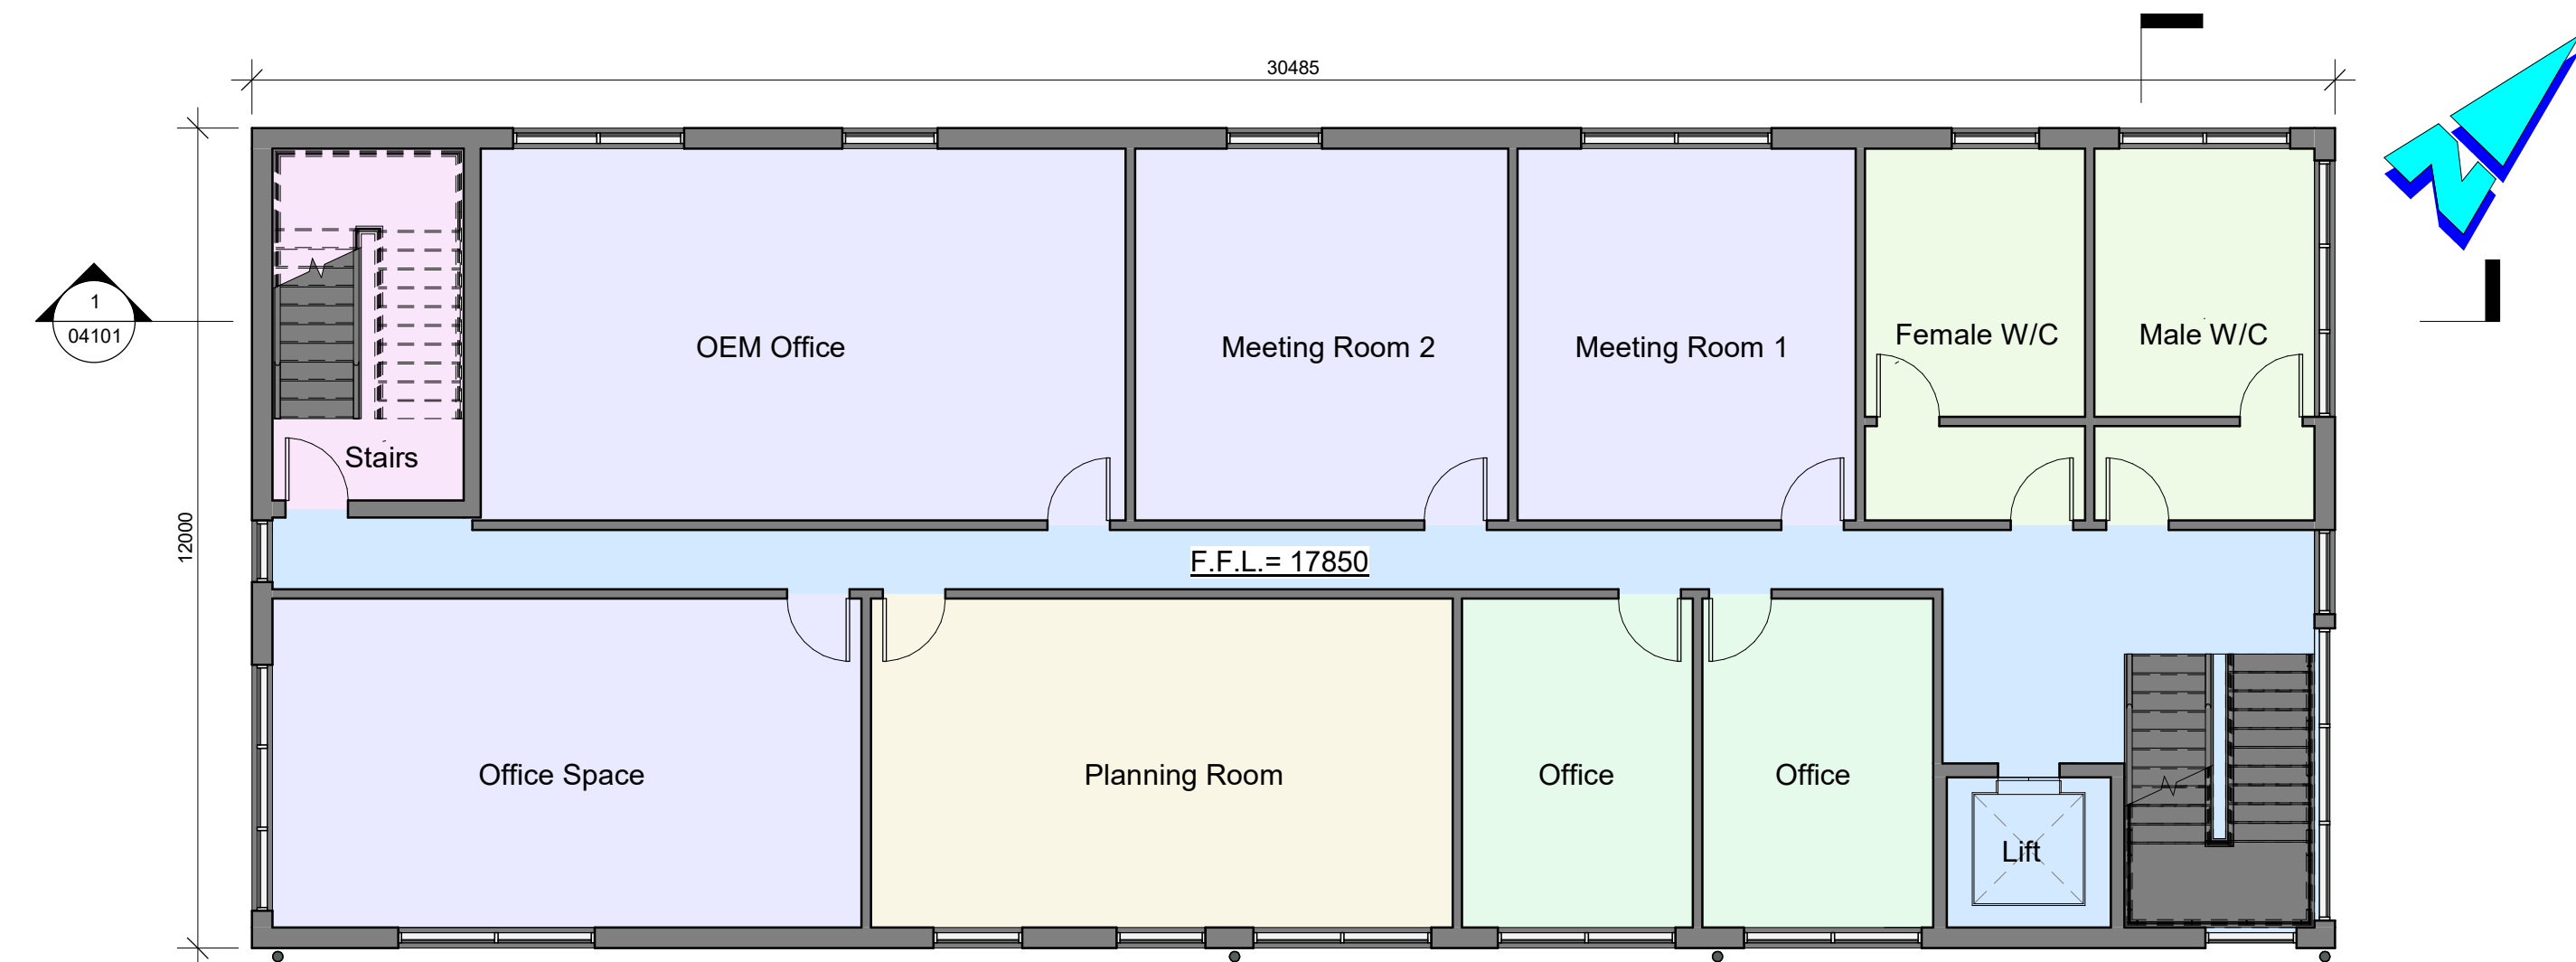 30485
OEM Office
Meeting Room 2
Meeting Room 1
Female W/C
Male W/C
1
04101
Stairs
12000
F.F.L.= 17850
Office Space
Planning Room
Office
Office
Lift
N